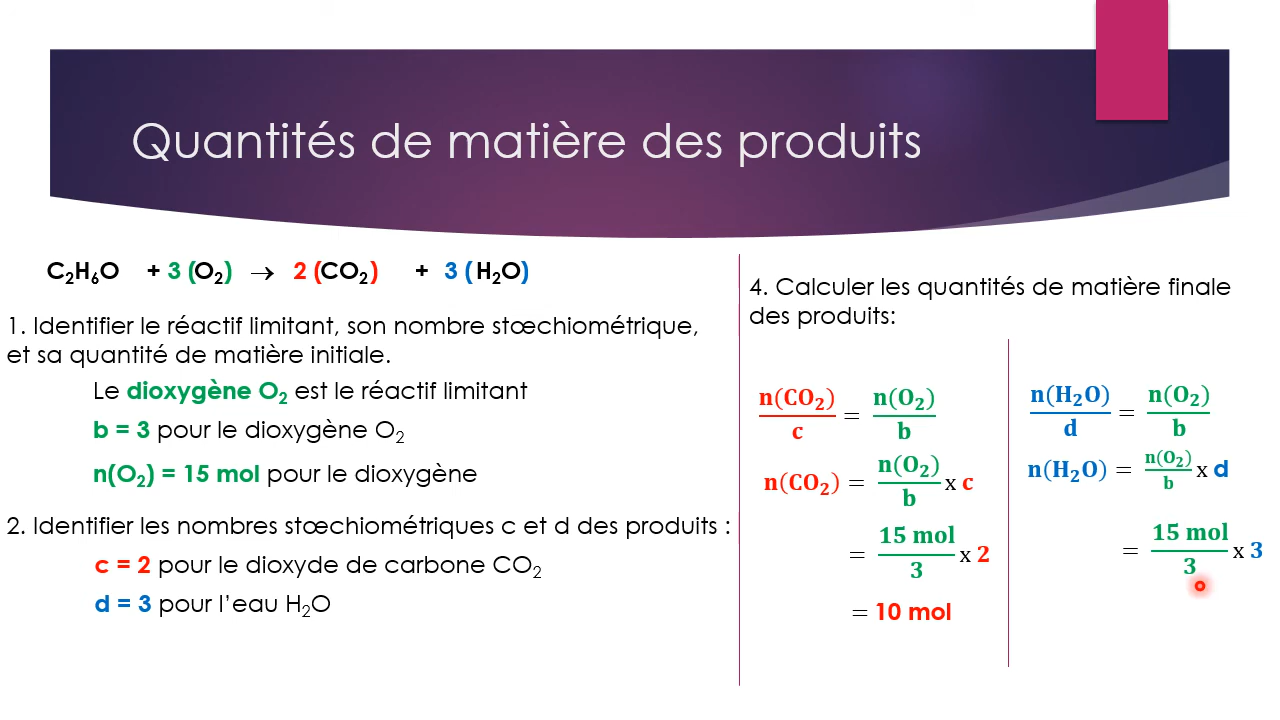 Quantités de matière des produits
C₂H₆O + 3 (O₂) → 2 (CO₂) + 3 (H₂O)
1. Identifier le réactif limitant, son nombre stœchiométrique,
et sa quantité de matière initiale.
Le dioxygène O₂ est le réactif limitant
b = 3 pour le dioxygène O₂
n(O₂) = 15 mol pour le dioxygène
2. Identifier les nombres stœchiométriques c et d des produits :
c = 2 pour le dioxyde de carbone CO₂
d = 3 pour l’eau H₂O
4. Calculer les quantités de matière finale
des produits:
n(CO₂)/c = n(O₂)/b
n(CO₂) = n(O₂)/b x c
= 15 mol/3 x 2
= 10 mol
n(H₂O)/d = n(O₂)/b
n(H₂O) = n(O₂)/b x d
= 15 mol/3 x 3